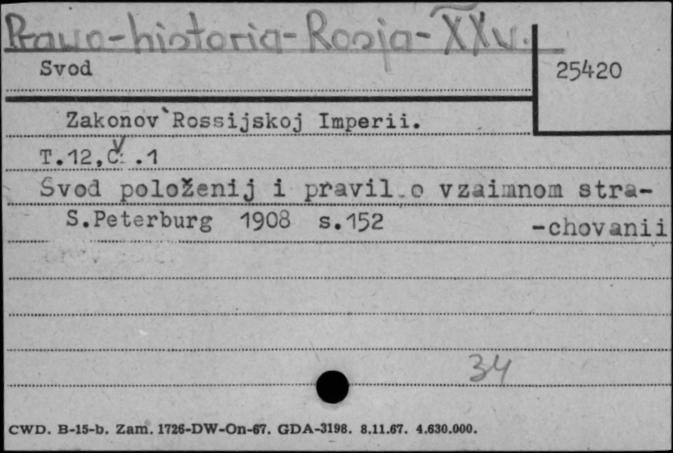 Prawo-historia-Rosja-XXw.
Svod
25420
Zakonov Rossijskoj Imperii.
T.12,Č. .1
Svod položenij i pravil o vzaimnom stra-
-chovanii
S.Peterburg 1908 s.152
34
CWD. B-15-b. Zam. 1726-DW-On-67. GDA-3198. 8.11.67. 4.630.000.